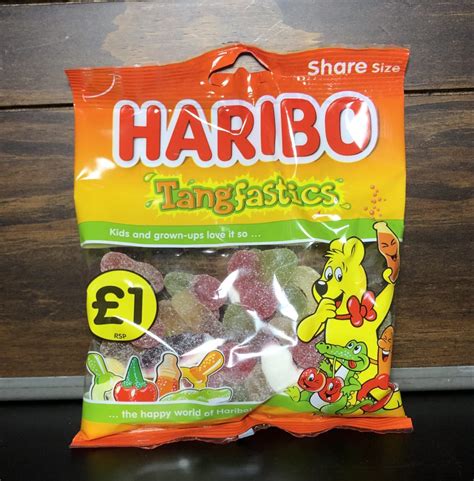 Share Size
HARIBO
Tangfastics
Kids and grown-ups love it so ...
£1
RSP
... the happy world of Haribo